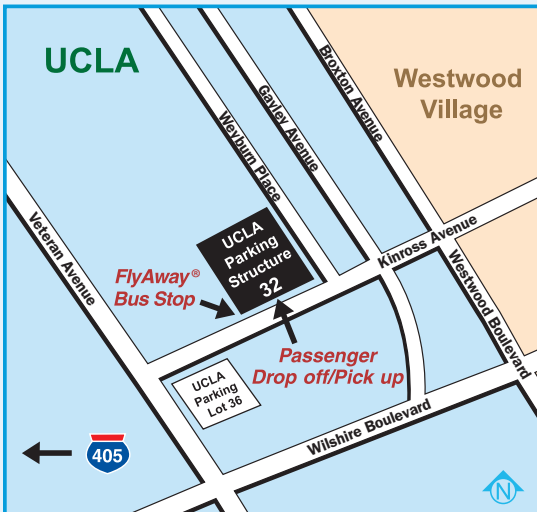 UCLA
Westwood
Village
Broxton Avenue
Gayley Avenue
Weyburn Place
Veteran Avenue
UCLA
Parking
Structure
32
Kinross Avenue
FlyAway®
Bus Stop
Westwood Boulevard
Passenger
Drop off/Pick up
UCLA
Parking
Lot 36
Wilshire Boulevard
405
N